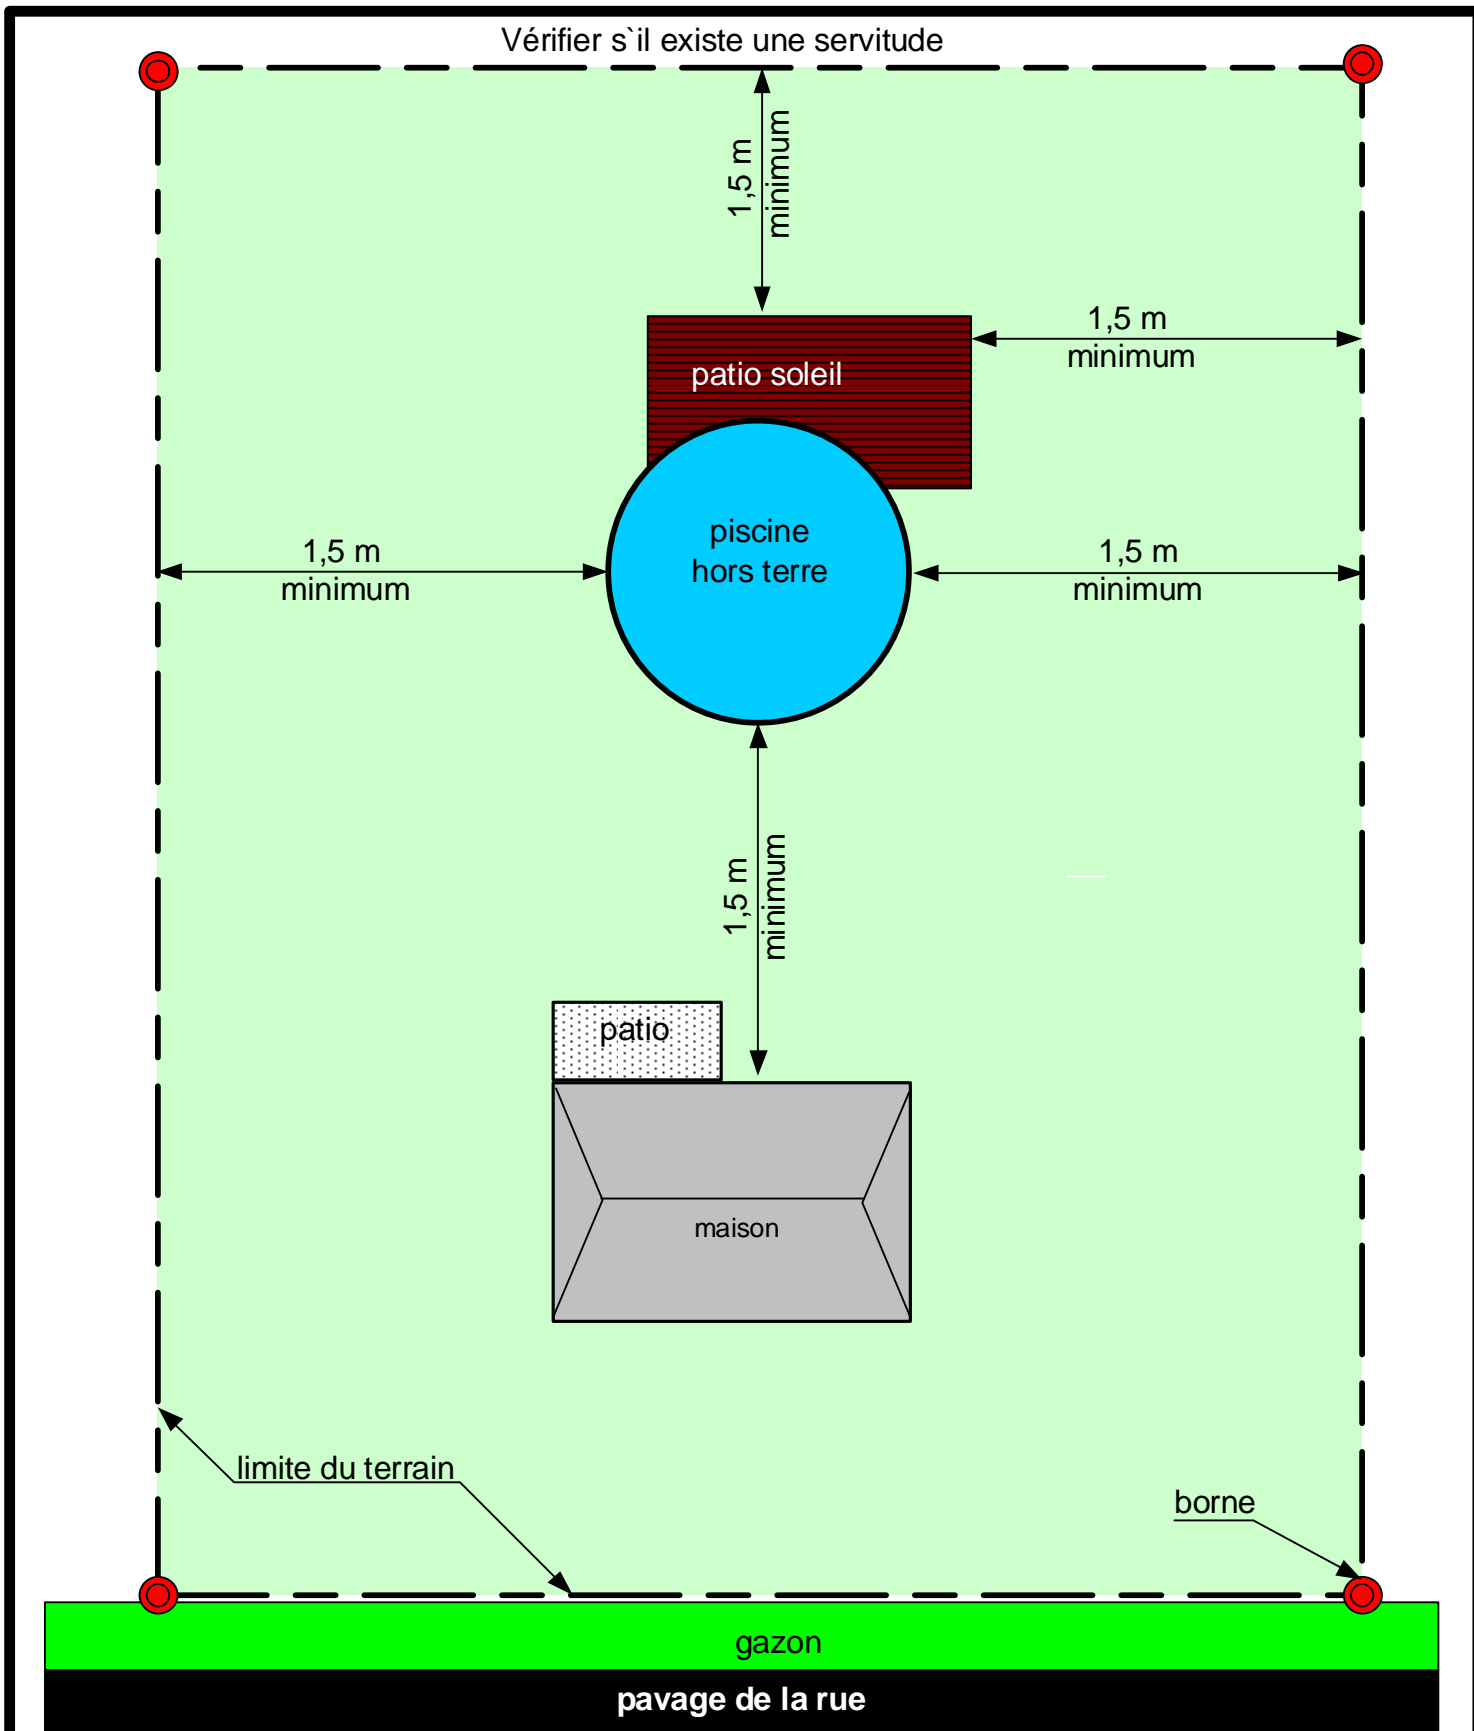 Vérifier s`il existe une servitude
1,5 m
minimum
1,5 m
minimum
patio soleil
piscine
hors terre
1,5 m
minimum
1,5 m
minimum
1,5 m
minimum
patio
maison
limite du terrain
borne
gazon
pavage de la rue